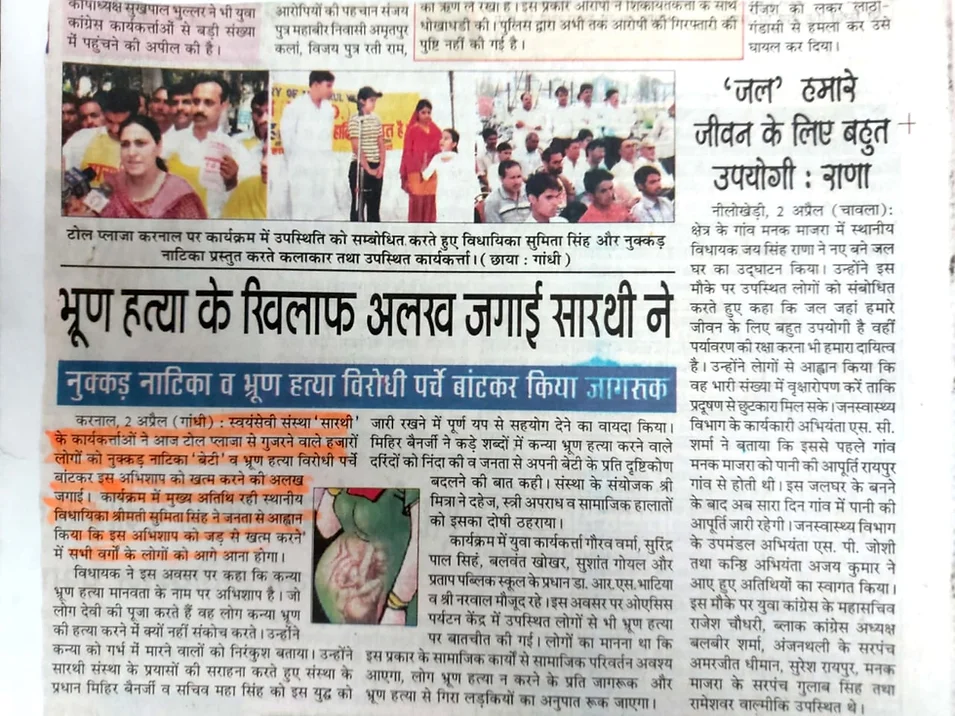 काषाध्यक्ष सुखपाल भुल्लर ने भी युवा
कांग्रेस कार्यकर्त्ताओं से बड़ी संख्या
में पहुंचने की अपील की है।
आरोपियों की पहचान संजय
पुत्र महाबीर निवासी अमृतपुर
कलां, विजय पुत्र रती राम,
का ऋण ले रखा है। इस प्रकार आरोपी ने शिकायतकर्ता के साथ
धोखाधड़ी की। पुलिस द्वारा अभी तक आरोपी की गिरफ्तारी की
पुष्टि नहीं की गई है।
रंजिश को लेकर लाठी-
गंडासी से हमला कर उसे
घायल कर दिया।
टोल प्लाजा करनाल पर कार्यक्रम में उपस्थिति को सम्बोधित करते हुए विधायिका सुमिता सिंह और नुक्कड़
नाटिका प्रस्तुत करते कलाकार तथा उपस्थित कार्यकर्त्ता। ( छाया : गांधी )
भ्रूण हत्या के खिलाफ अलख जगाई सारथी ने
नुक्कड़ नाटिका व भ्रूण हत्या विरोधी पर्चे बांटकर किया जागरूक
करनाल, 2 अप्रैल (गांधी) : स्वयंसेवी संस्था 'सारथी'
के कार्यकर्त्ताओं ने आज टोल प्लाजा से गुजरने वाले हजारों
लोगों को नुक्कड़ नाटिका 'बेटी' व भ्रूण हत्या विरोधी पर्चे
बांटकर इस अभिशाप को खत्म करने की अलख
जगाई। कार्यक्रम में मुख्य अतिथि रही स्थानीय
विधायिका श्रीमती सुमिता सिंह ने जनता से आह्वान
किया कि इस अभिशाप को जड़ से खत्म करने
में सभी वर्गों के लोगों को आगे आना होगा।
विधायक ने इस अवसर पर कहा कि कन्या
भ्रूण हत्या मानवता के नाम पर अभिशाप है। जो
लोग देवी की पूजा करते हैं वह लोग कन्या भ्रूण
की हत्या करने में क्यों नहीं संकोच करते। उन्होंने
कन्या को गर्भ में मारने वालों को निरंकुश बताया। उन्होंने
सारथी संस्था के प्रयासों की सराहना करते हुए संस्था के
प्रधान मिहिर बैनर्जी व सचिव महा सिंह को इस युद्ध को
जारी रखने में पूर्ण यप से सहयोग देने का वायदा किया।
मिहिर बैनर्जी ने कड़े शब्दों में कन्या भ्रूण हत्या करने वाले
दरिंदों को निंदा की व जनता से अपनी बेटी के प्रति दृष्टिकोण
बदलने की बात कही। संस्था के संयोजक श्री
मित्रा ने दहेज, स्त्री अपराध व सामाजिक हालातों
को इसका दोषी ठहराया।
कार्यक्रम में युवा कार्यकर्ता गौरव वर्मा, सुरिंद्र
पाल सिहं, बलवंत खोखर, सुशांत गोयल और
प्रताप पब्लिक स्कूल के प्रधान डा. आर.एस.भाटिया
व श्री नरवाल मौजूद रहे। इस अवसर पर ओएसिस
पर्यटन केंद्र में उपस्थित लोगों से भी भ्रूण हत्या
पर बातचीत की गई। लोगों का मानना था कि
इस प्रकार के सामाजिक कार्यों से सामाजिक परिवर्तन अवश्य
आएगा, लोग भ्रूण हत्या न करने के प्रति जागरूक और
भ्रूण हत्या से गिरा लड़कियों का अनुपात रूक जाएगा।
'जल' हमारे
जीवन के लिए बहुत
उपयोगी : राणा
नीलोखेड़ी, 2 अप्रैल (चावला):
क्षेत्र के गांव मनक माजरा में स्थानीय
विधायक जय सिंह राणा ने नए बने जल
घर का उद्घाटन किया। उन्होंने इस
मौके पर उपस्थित लोगों को संबोधित
करते हुए कहा कि जल जहां हमारे
जीवन के लिए बहुत उपयोगी है वहीं
पर्यावरण की रक्षा करना भी हमारा दायित्व
है। उन्होंने लोगों से आह्वान किया कि
वह भारी संख्या में वृक्षारोपण करें ताकि
प्रदूषण से छुटकारा मिल सके। जनस्वास्थ्य
विभाग के कार्यकारी अभियंता एस. सी.
शर्मा ने बताया कि इससे पहले गांव
मनक माजरा को पानी की आपूर्ति रायपुर
गांव से होती थी। इस जलघर के बनने
के बाद अब सारा दिन गांव में पानी की
आपूर्ति जारी रहेगी। जनस्वास्थ्य विभाग
के उपमंडल अभियंता एस. पी. जोशी
तथा कनिष्ठ अभियंता अजय कुमार ने
आए हुए अतिथियों का स्वागत किया।
इस मौके पर युवा कांग्रेस के महासचिव
राजेश चौधरी, ब्लाक कांग्रेस अध्यक्ष
बलबीर शर्मा, अंजनथली के सरपंच
अमरजीत धीमान, सुरेश रायपुर, मनक
माजरा के सरपंच गुलाब सिंह तथा
रामेशवर वाल्मीकि उपस्थित थे।